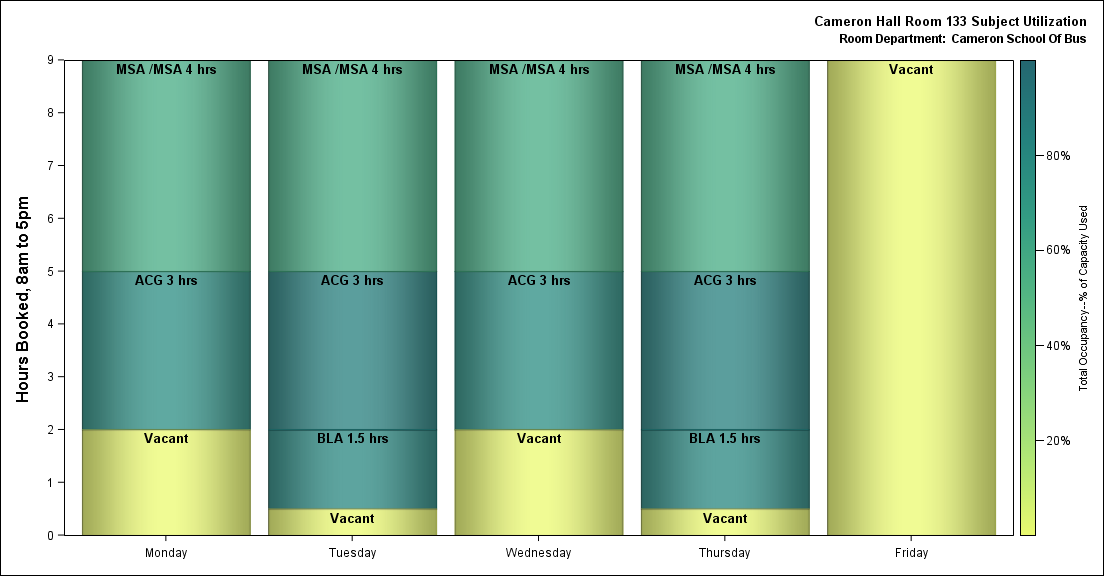 Cameron Hall Room 133 Subject Utilization
Room Department: Cameron School Of Bus
Hours Booked, 8am to 5pm
9
8
7
6
5
4
3
2
1
0
MSA /MSA 4 hrs
ACG 3 hrs
Vacant
Monday
MSA /MSA 4 hrs
ACG 3 hrs
BLA 1.5 hrs
Vacant
Tuesday
MSA /MSA 4 hrs
ACG 3 hrs
Vacant
Wednesday
MSA /MSA 4 hrs
ACG 3 hrs
BLA 1.5 hrs
Vacant
Thursday
Vacant
Friday
80%
60%
40%
20%
Total Occupancy--% of Capacity Used